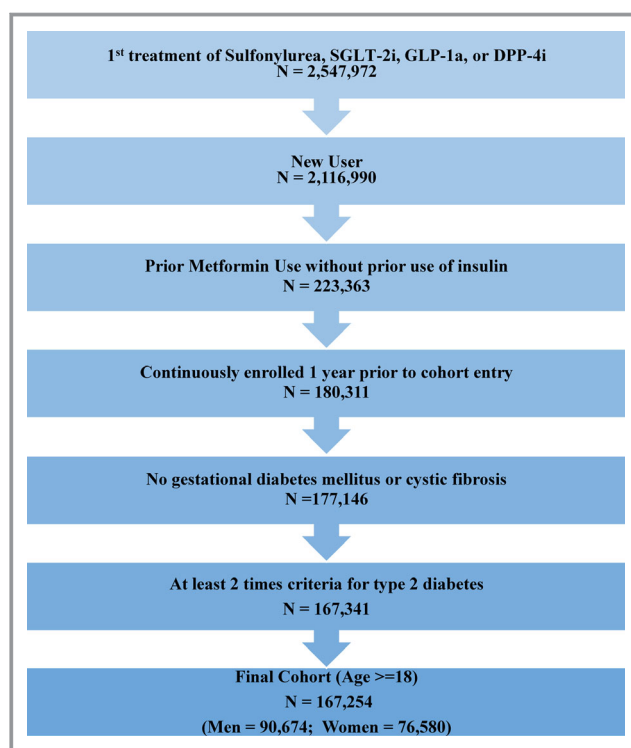 1st treatment of Sulfonylurea, SGLT-2i, GLP-1a, or DPP-4i
N = 2,547,972
New User
N = 2,116,990
Prior Metformin Use without prior use of insulin
N = 223,363
Continuously enrolled 1 year prior to cohort entry
N = 180,311
No gestational diabetes mellitus or cystic fibrosis
N =177,146
At least 2 times criteria for type 2 diabetes
N = 167,341
Final Cohort (Age >=18)
N = 167,254
(Men = 90,674;  Women = 76,580)